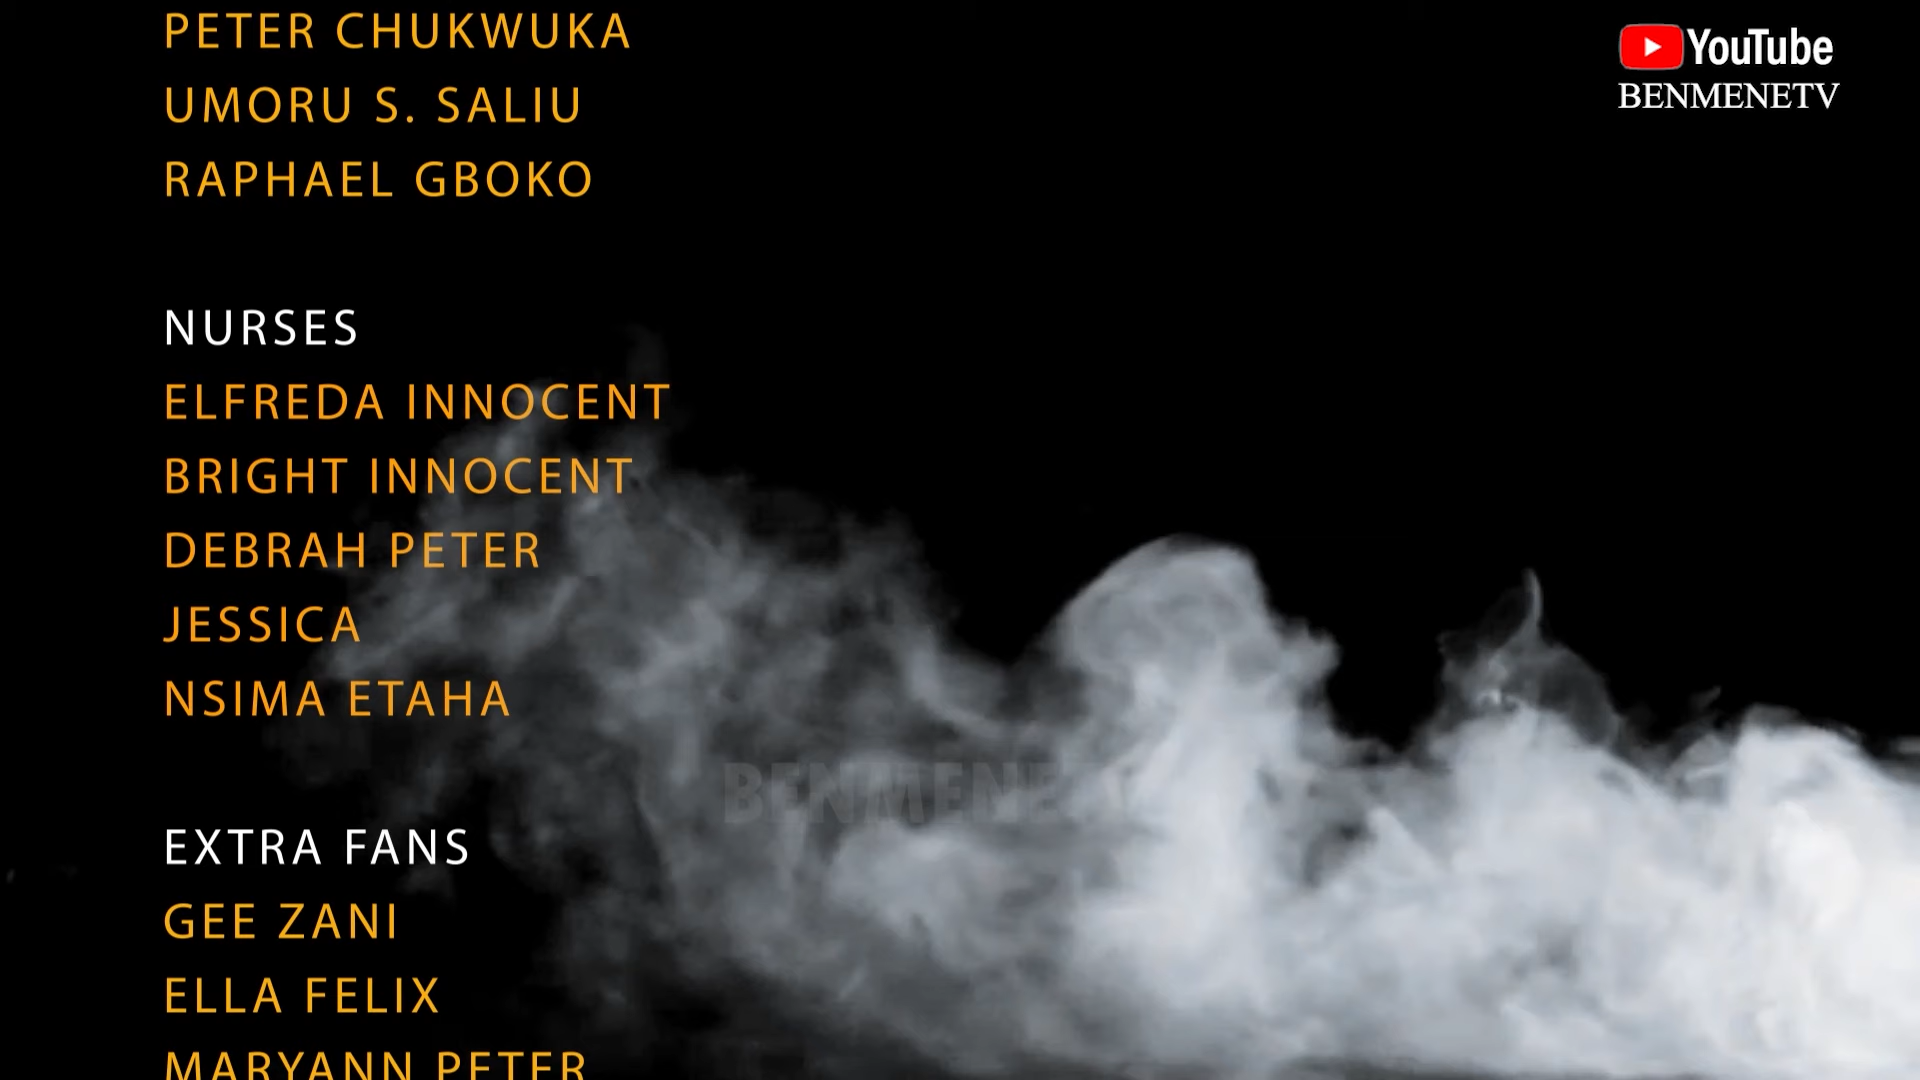 PETER CHUKWUKA
UMORU S. SALIU
RAPHAEL GBOKO
NURSES
ELFREDA INNOCENT
BRIGHT INNOCENT
DEBRAH PETER
JESSICA
NSIMA ETAHA
EXTRA FANS
GEE ZANI
ELLA FELIX
MARYANN PETER
YouTube
BENMENETV
BENMENETV